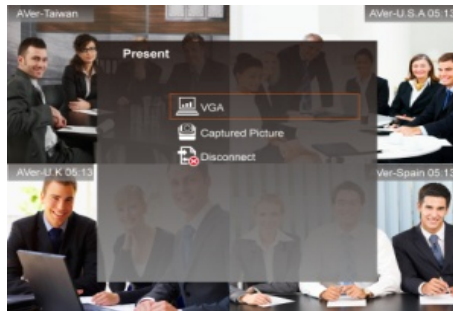 AVer-Taiwan
AVer-U.S.A 05:13
Present
VGA
Captured Picture
Disconnect
AVer-U.K 05:13
Ver-Spain 05:13